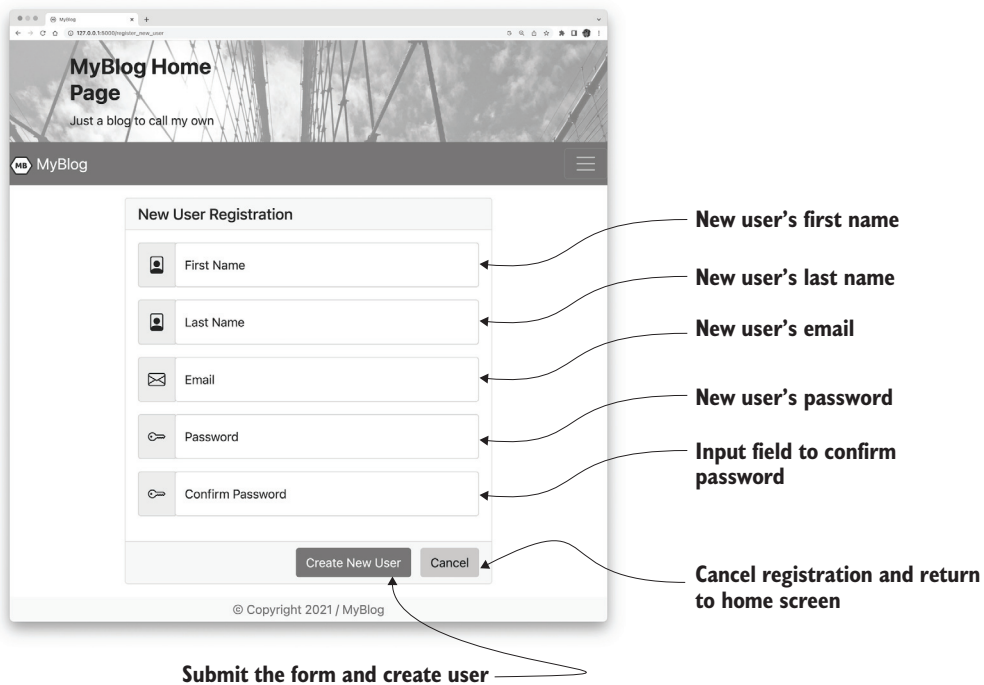 MyBlog
127.0.0.1:5000/register_new_user
MyBlog Home
Page
Just a blog to call my own
MB MyBlog
New User Registration
First Name
Last Name
Email
Password
Confirm Password
Create New User
Cancel
© Copyright 2021 / MyBlog
New user's first name
New user's last name
New user's email
New user's password
Input field to confirm
password
Cancel registration and return
to home screen
Submit the form and create user